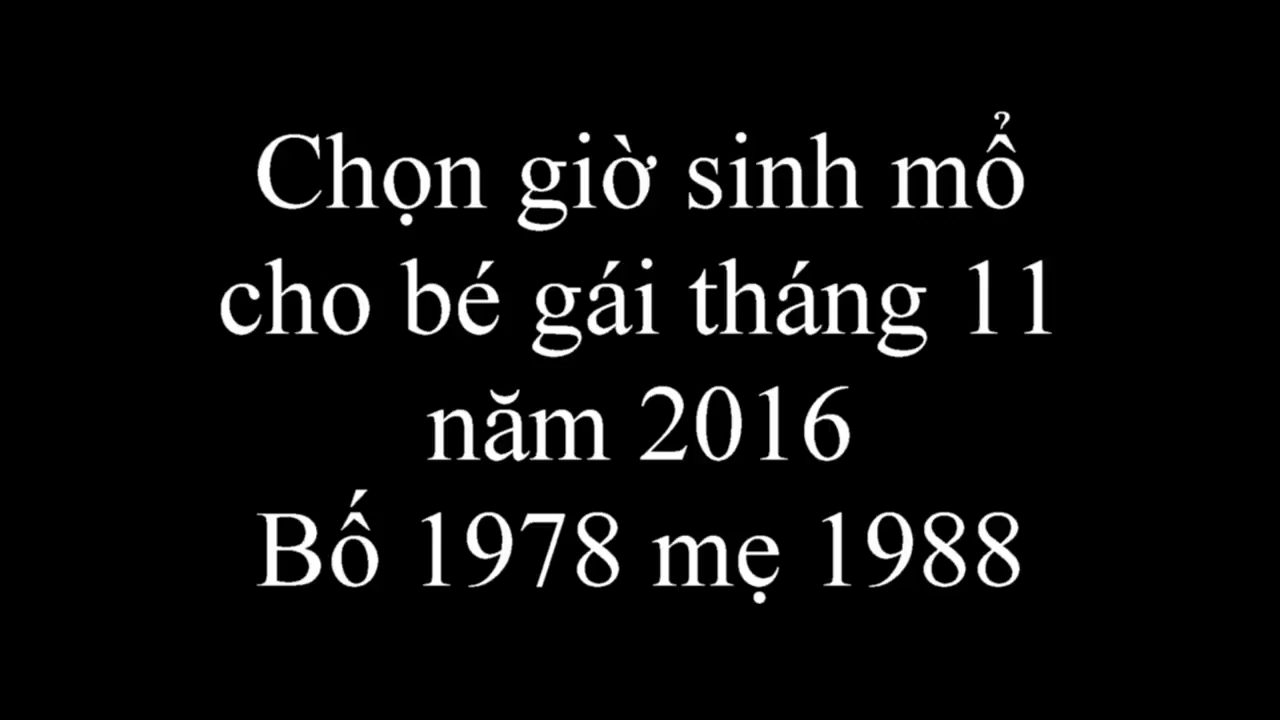 Chọn giờ sinh mổ
cho bé gái tháng 11
năm 2016
Bố 1978 mẹ 1988